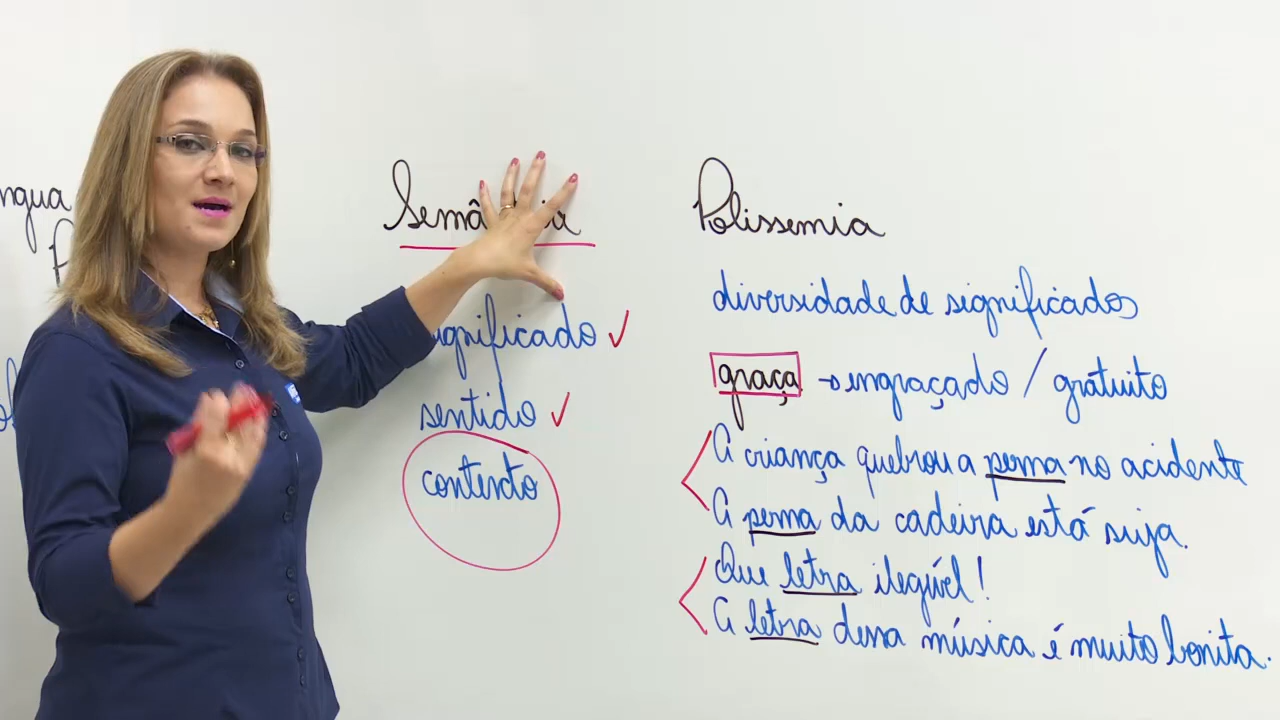 Polissemia
significado ✓
sentido ✓
contexto
diversidade de significados
graça → engraçado / gratuito
A criança quebrou a perna no acidente
A perna da cadeira está suja.
Que letra ilegível!
A letra dessa música é muito bonita.